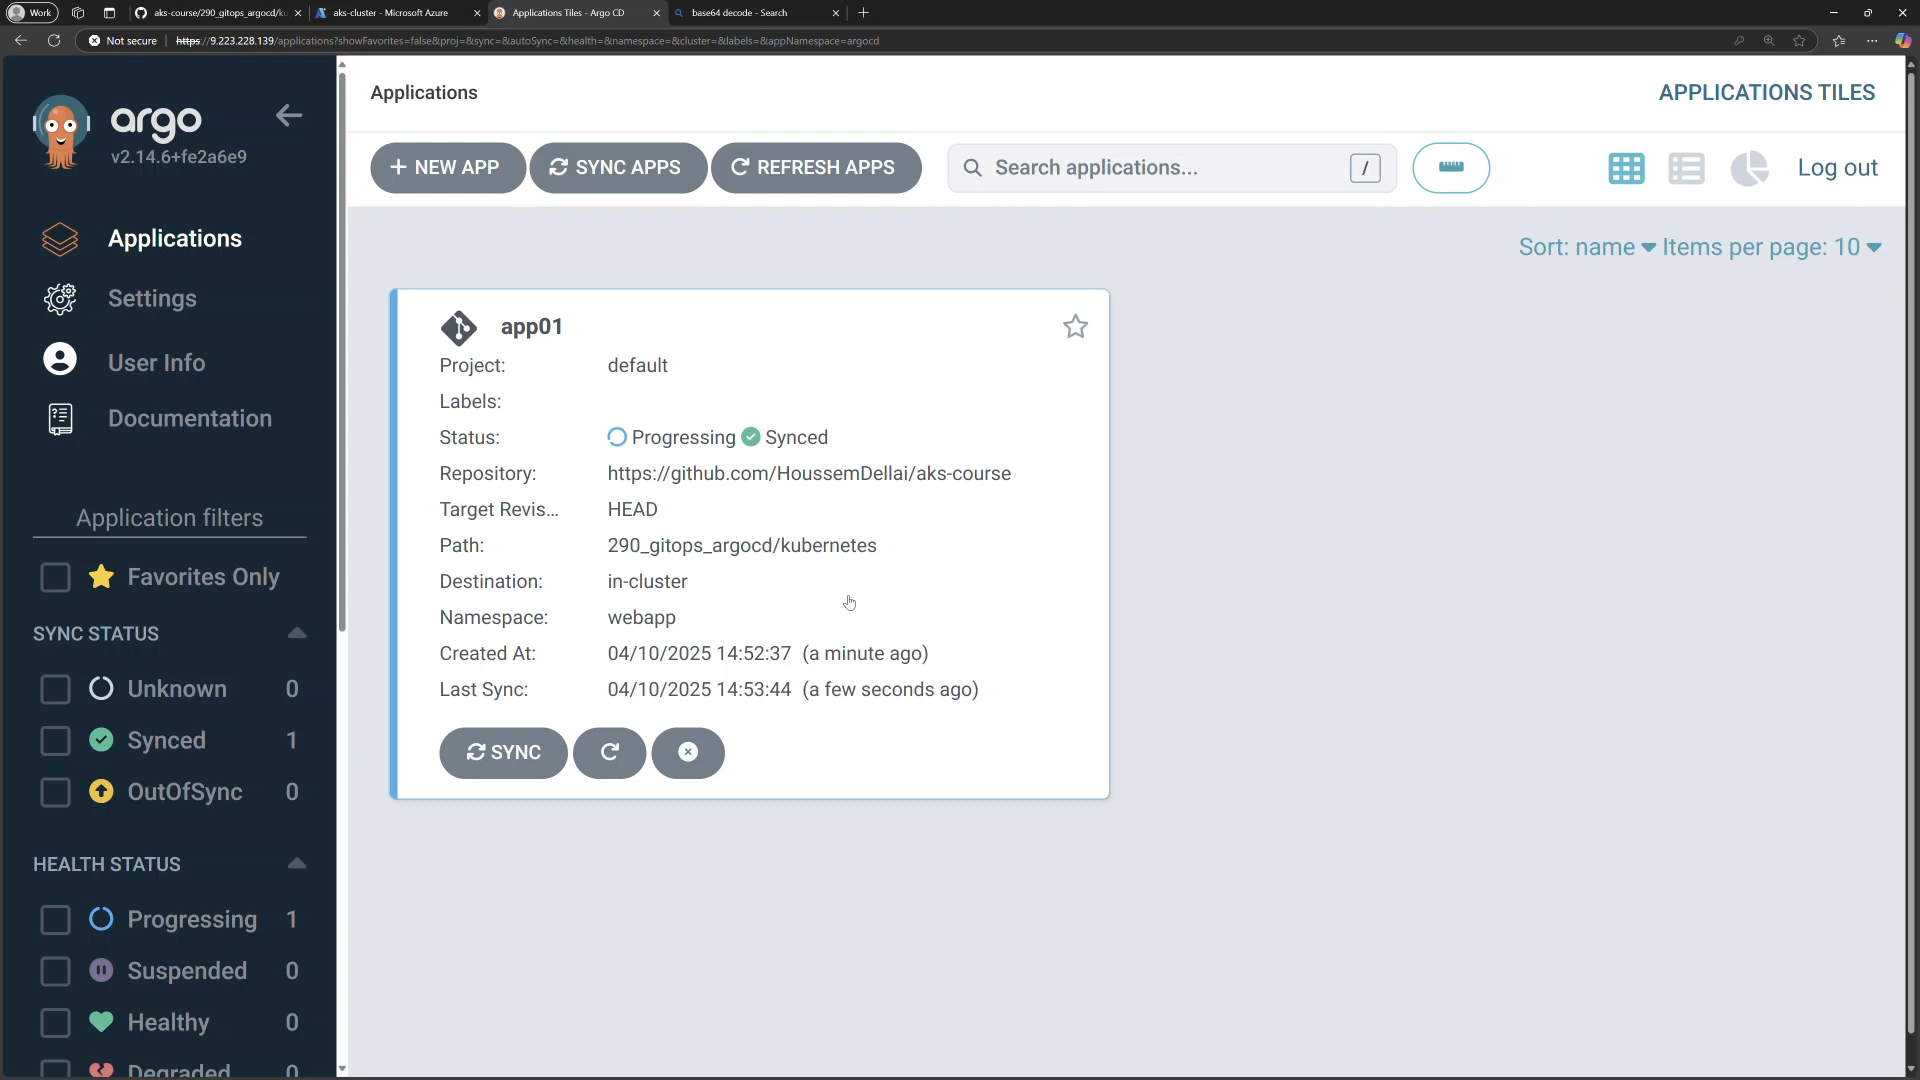 Work
aks-course/290_gitops_argocd/ku
aks-cluster - Microsoft Azure
Applications Tiles - Argo CD
base64 decode - Search
Not secure
https://9.223.228.139/applications?showFavorites=false&proj=&sync=&autoSync=&health=&namespace=&cluster=&labels=&appNamespace=argocd
argo
v2.14.6+fe2a6e9
Applications
Settings
User Info
Documentation
Application filters
Favorites Only
SYNC STATUS
Unknown 0
Synced 1
OutOfSync 0
HEALTH STATUS
Progressing 1
Suspended 0
Healthy 0
Degraded 0
Applications
APPLICATIONS TILES
+ NEW APP
SYNC APPS
REFRESH APPS
Search applications...
/
Log out
Sort: name
Items per page: 10
app01
Project: default
Labels:
Status: Progressing Synced
Repository: https://github.com/HoussemDellai/aks-course
Target Revis... HEAD
Path: 290_gitops_argocd/kubernetes
Destination: in-cluster
Namespace: webapp
Created At: 04/10/2025 14:52:37 (a minute ago)
Last Sync: 04/10/2025 14:53:44 (a few seconds ago)
SYNC